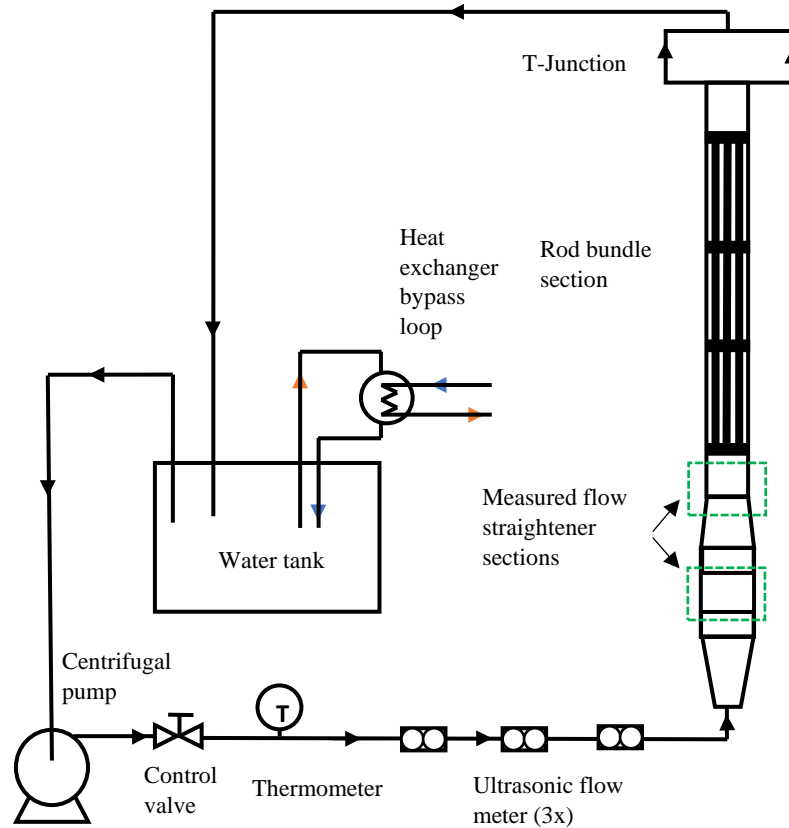 T-Junction
Heat
exchanger
bypass
loop
Rod bundle
section
Measured flow
straightener
sections
Water tank
Centrifugal
pump
T
Control
valve
Thermometer
Ultrasonic flow
meter (3x)